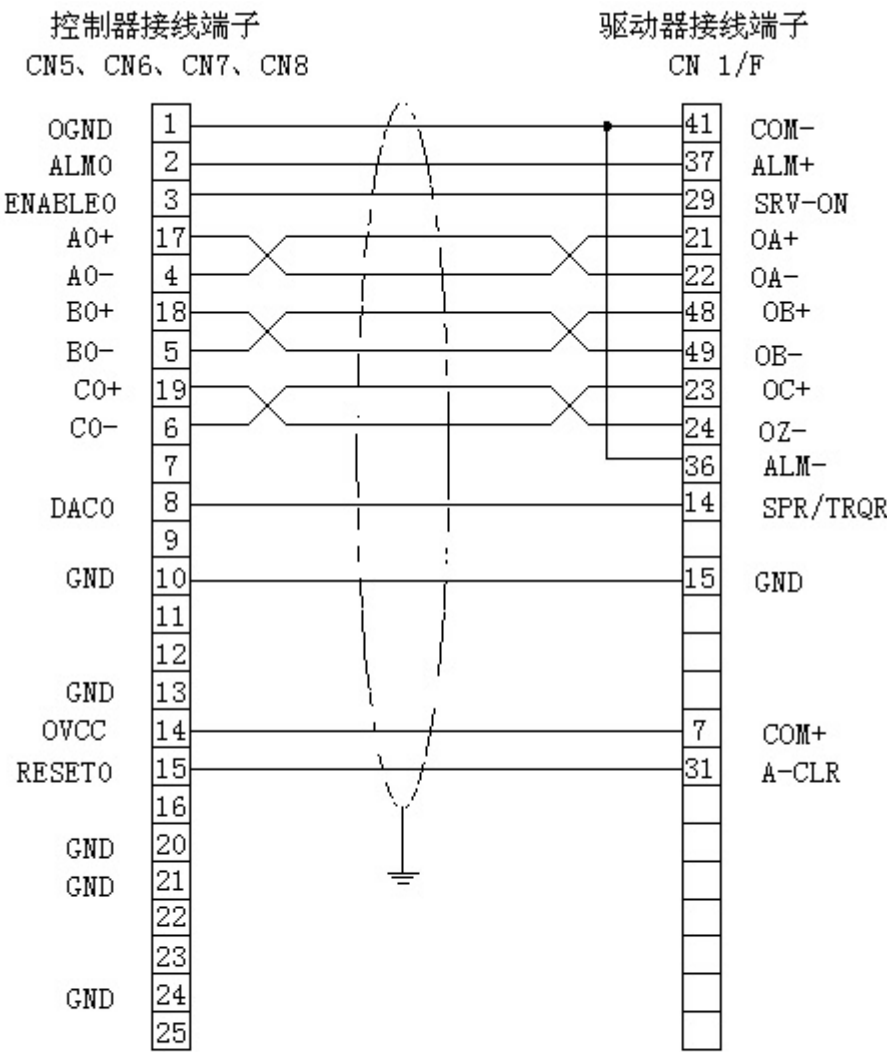 控制器接线端子 驱动器接线端子
CN5、CN6、CN7、CN8 CN 1/F
OGND 1 41 COM-
ALM0 2 37 ALM+
ENABLE0 3 29 SRV-ON
A0+ 17 21 OA+
A0- 4 22 OA-
B0+ 18 48 OB+
B0- 5 49 OB-
C0+ 19 23 OC+
C0- 6 24 OZ-
7 36 ALM-
DAC0 8 14 SPR/TRQR
9
GND 10 15 GND
11
12
GND 13
OVCC 14 7 COM+
RESET0 15 31 A-CLR
16
GND 20
GND 21
22
23
GND 24
25